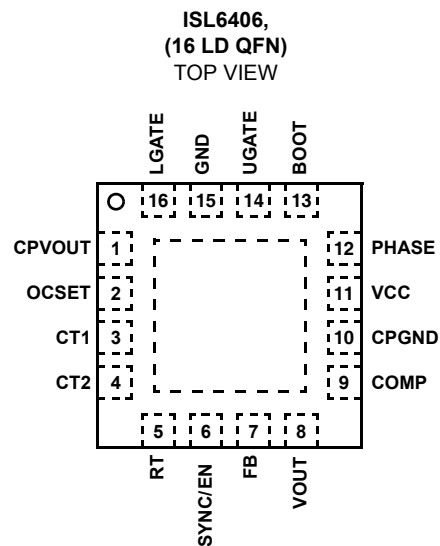 ISL6406,
(16 LD QFN)
TOP VIEW
LGATE
GND
UGATE
BOOT
16
15
14
13
CPVOUT 1
12 PHASE
OCSET 2
11 VCC
CT1 3
10 CPGND
CT2 4
9 COMP
5
6
7
8
RT
SYNC/EN
FB
VOUT